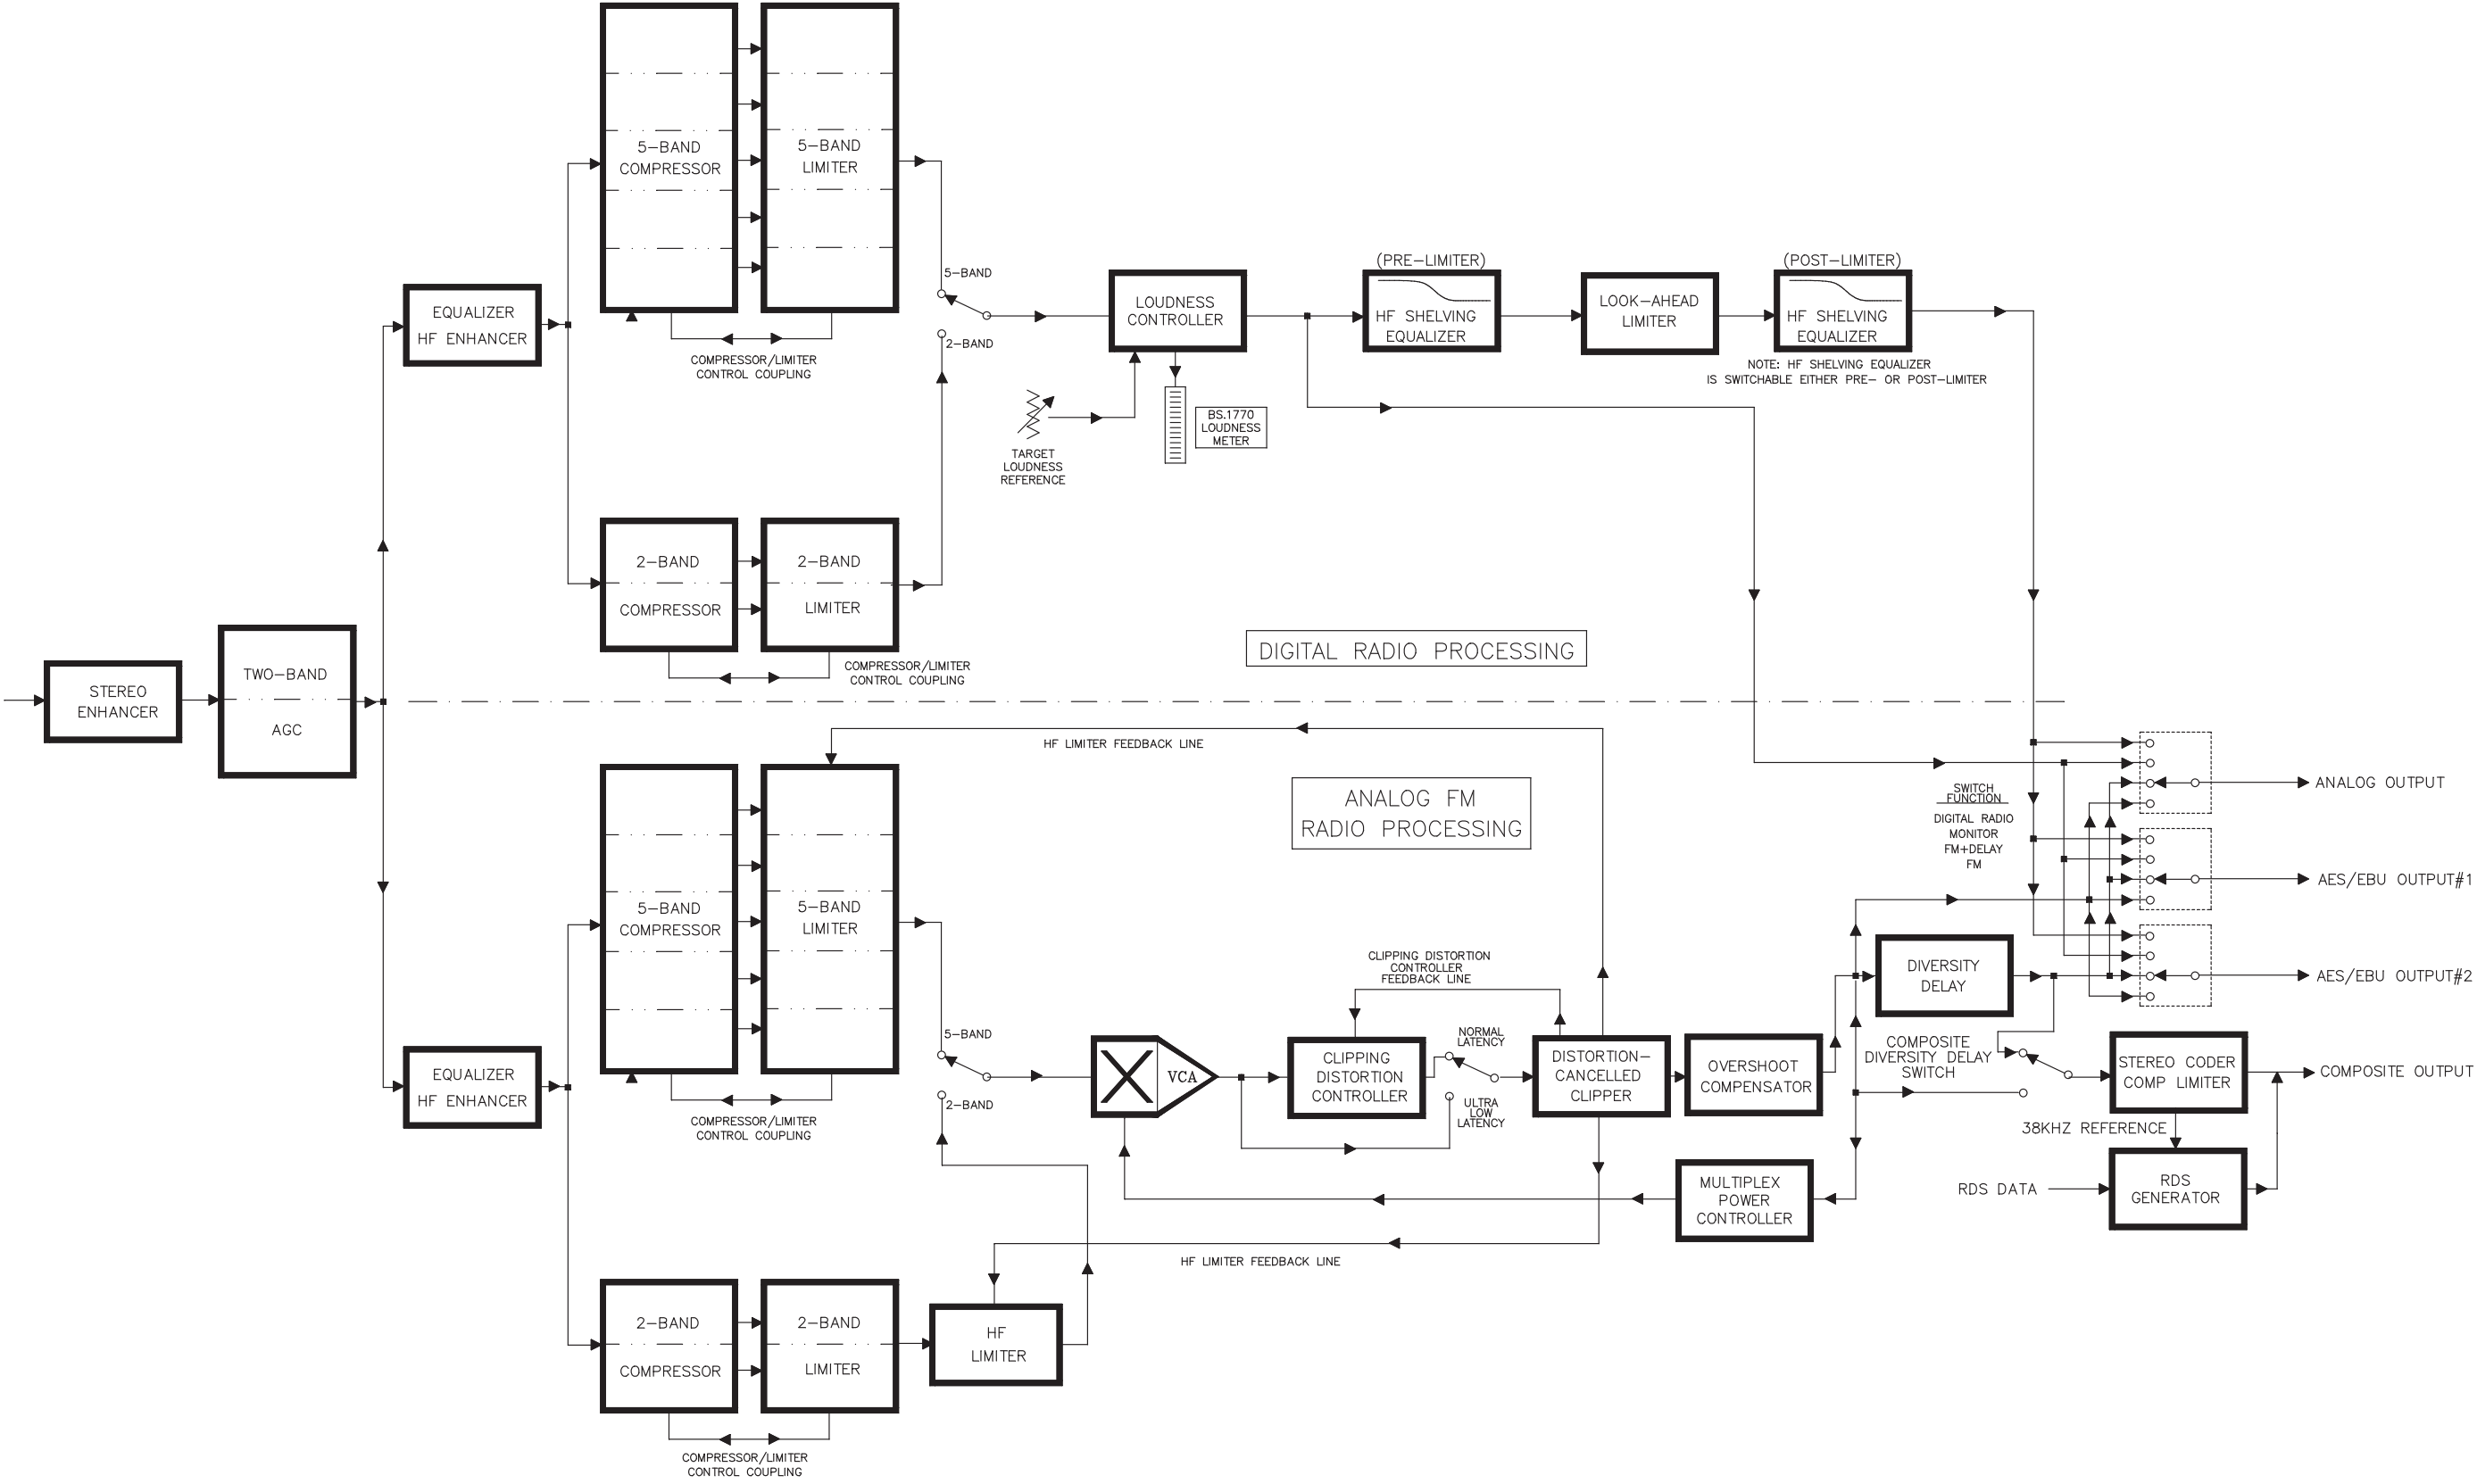 5-BAND
COMPRESSOR
5-BAND
LIMITER
EQUALIZER
HF ENHANCER
COMPRESSOR/LIMITER
CONTROL COUPLING
5-BAND
2-BAND
LOUDNESS
CONTROLLER
(PRE-LIMITER)
HF SHELVING
EQUALIZER
LOOK-AHEAD
LIMITER
(POST-LIMITER)
HF SHELVING
EQUALIZER
NOTE: HF SHELVING EQUALIZER
IS SWITCHABLE EITHER PRE- OR POST-LIMITER
TARGET
LOUDNESS
REFERENCE
BS.1770
LOUDNESS
METER
2-BAND
COMPRESSOR
2-BAND
LIMITER
COMPRESSOR/LIMITER
CONTROL COUPLING
DIGITAL RADIO PROCESSING
STEREO
ENHANCER
TWO-BAND
AGC
HF LIMITER FEEDBACK LINE
ANALOG FM
RADIO PROCESSING
5-BAND
COMPRESSOR
5-BAND
LIMITER
SWITCH
FUNCTION
DIGITAL RADIO
MONITOR
FM+DELAY
FM
ANALOG OUTPUT
AES/EBU OUTPUT#1
AES/EBU OUTPUT#2
EQUALIZER
HF ENHANCER
COMPRESSOR/LIMITER
CONTROL COUPLING
5-BAND
2-BAND
VCA
CLIPPING DISTORTION
CONTROLLER
FEEDBACK LINE
CLIPPING
DISTORTION
CONTROLLER
NORMAL
LATENCY
ULTRA
LOW
LATENCY
DISTORTION-
CANCELLED
CLIPPER
OVERSHOOT
COMPENSATOR
DIVERSITY
DELAY
COMPOSITE
DIVERSITY DELAY
SWITCH
STEREO CODER
COMP LIMITER
COMPOSITE OUTPUT
38KHZ REFERENCE
RDS DATA
RDS
GENERATOR
MULTIPLEX
POWER
CONTROLLER
HF LIMITER FEEDBACK LINE
2-BAND
COMPRESSOR
2-BAND
LIMITER
HF
LIMITER
COMPRESSOR/LIMITER
CONTROL COUPLING